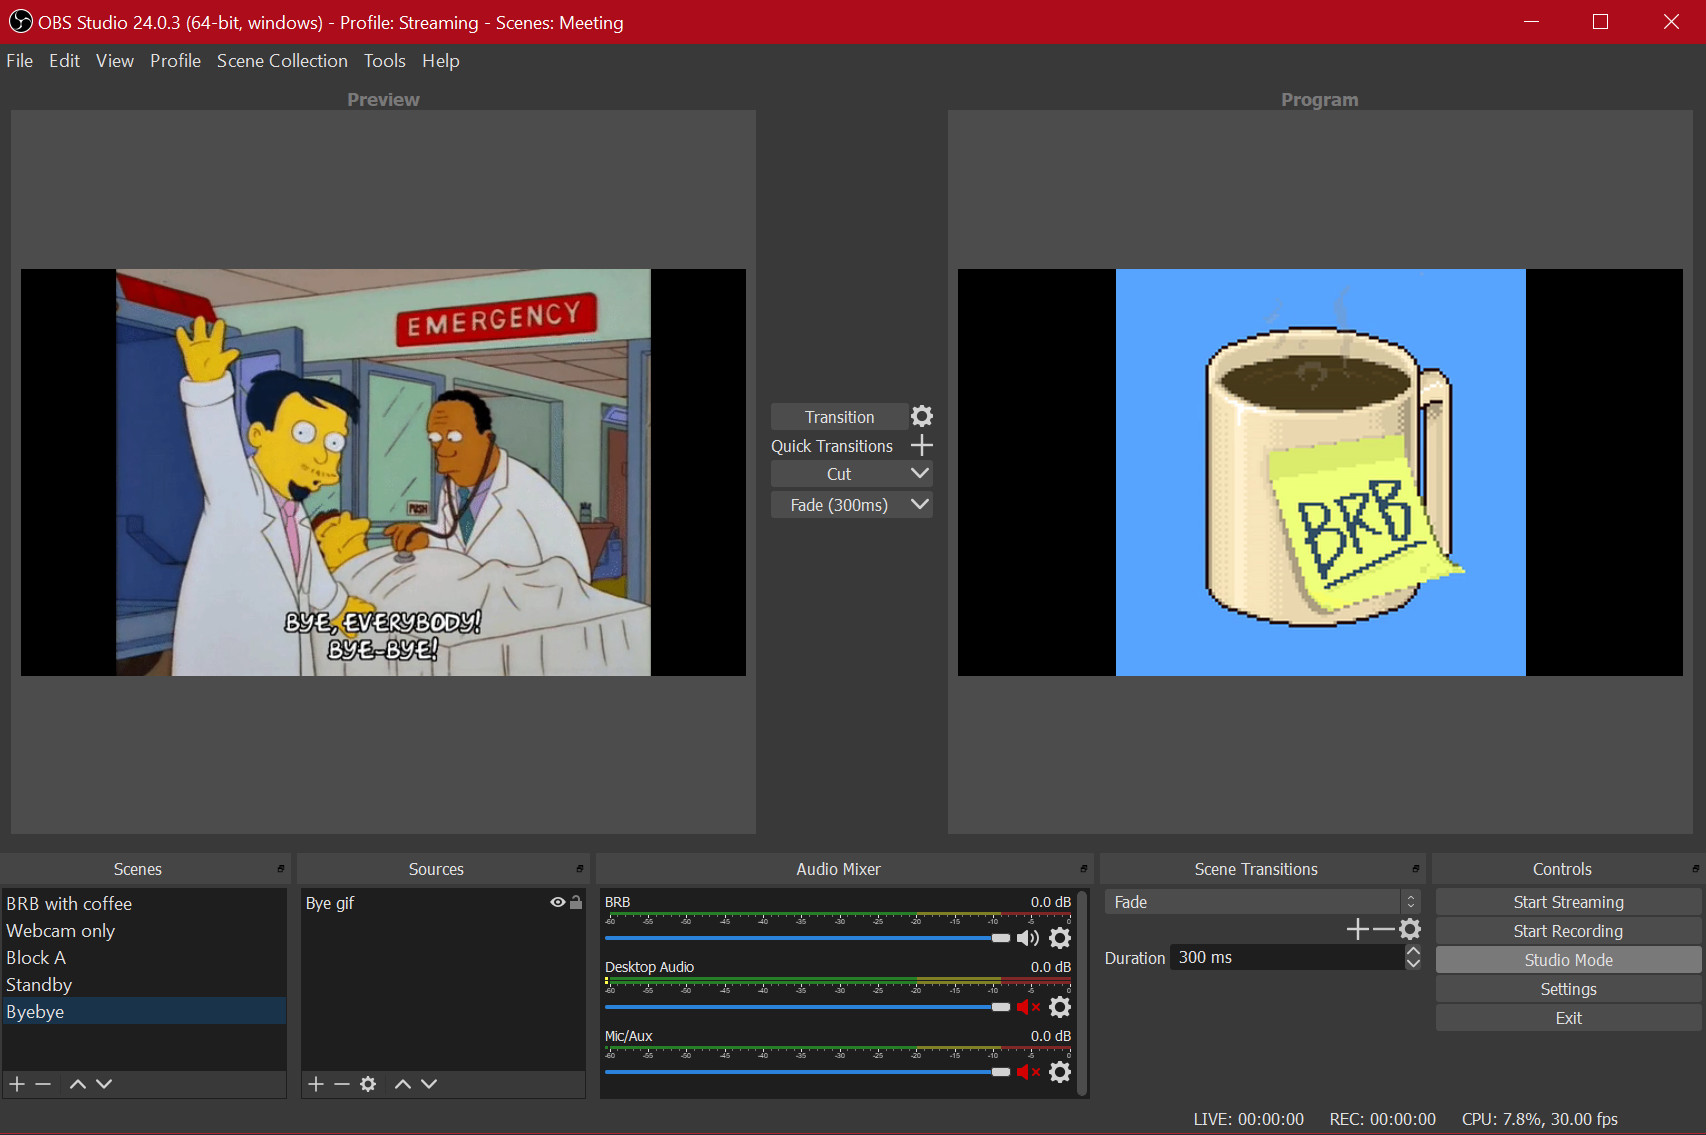 OBS Studio 24.0.3 (64-bit, windows) - Profile: Streaming - Scenes: Meeting
File Edit View Profile Scene Collection Tools Help
Preview
Program
EMERGENCY
PUSH
BYE, EVERYBODY!
BYE-BYE!
Transition
Quick Transitions
Cut
Fade (300ms)
BRB
Scenes
BRB with coffee
Webcam only
Block A
Standby
Byebye
Sources
Bye gif
Audio Mixer
BRB 0.0 dB
-60 -55 -50 -45 -40 -35 -30 -25 -20 -15 -10 -5 0
Desktop Audio 0.0 dB
-60 -55 -50 -45 -40 -35 -30 -25 -20 -15 -10 -5 0
Mic/Aux 0.0 dB
-60 -55 -50 -45 -40 -35 -30 -25 -20 -15 -10 -5 0
Scene Transitions
Fade
Duration 300 ms
Controls
Start Streaming
Start Recording
Studio Mode
Settings
Exit
LIVE: 00:00:00 REC: 00:00:00 CPU: 7.8%, 30.00 fps